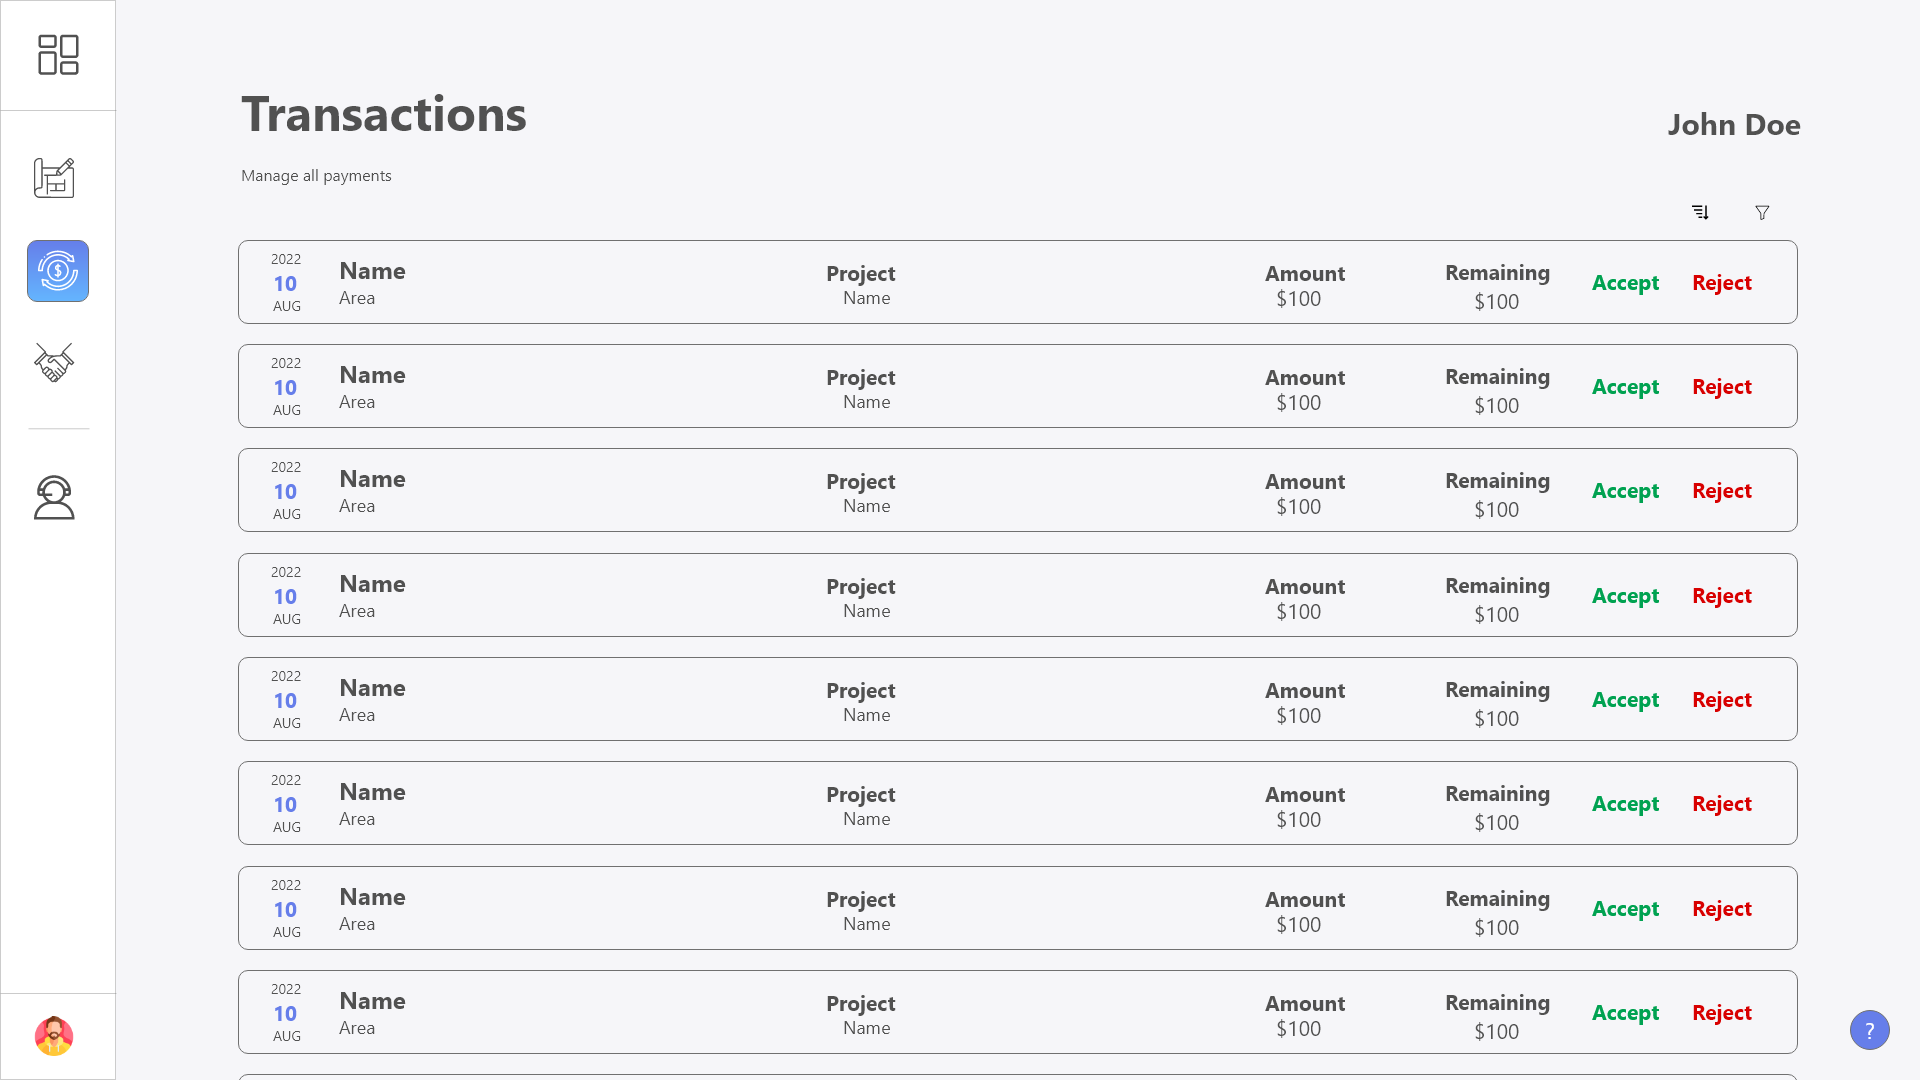 Transactions
John Doe
Manage all payments
2022
10
AUG
Name
Area
Project
Name
Amount
$100
Remaining
$100
Accept
Reject
2022
10
AUG
Name
Area
Project
Name
Amount
$100
Remaining
$100
Accept
Reject
2022
10
AUG
Name
Area
Project
Name
Amount
$100
Remaining
$100
Accept
Reject
2022
10
AUG
Name
Area
Project
Name
Amount
$100
Remaining
$100
Accept
Reject
2022
10
AUG
Name
Area
Project
Name
Amount
$100
Remaining
$100
Accept
Reject
2022
10
AUG
Name
Area
Project
Name
Amount
$100
Remaining
$100
Accept
Reject
2022
10
AUG
Name
Area
Project
Name
Amount
$100
Remaining
$100
Accept
Reject
2022
10
AUG
Name
Area
Project
Name
Amount
$100
Remaining
$100
Accept
Reject
?